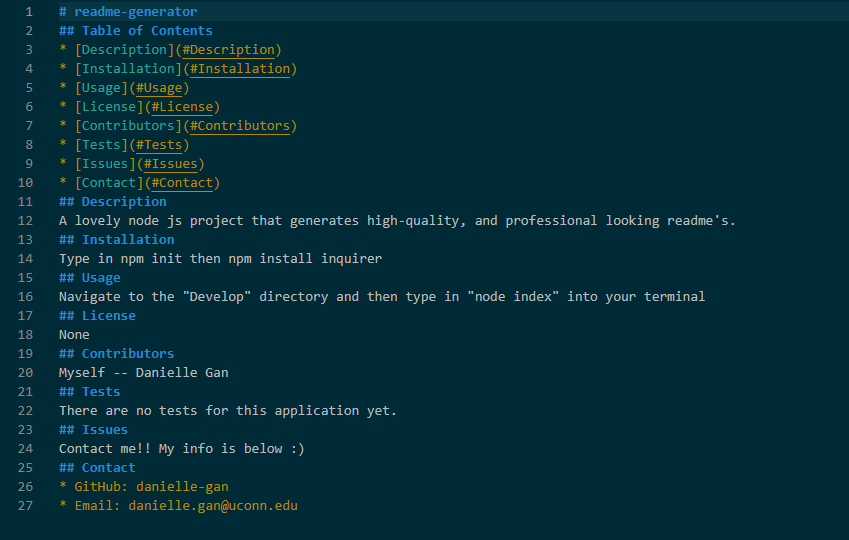 1 # readme-generator
2 ## Table of Contents
3 * [Description](#Description)
4 * [Installation](#Installation)
5 * [Usage](#Usage)
6 * [License](#License)
7 * [Contributors](#Contributors)
8 * [Tests](#Tests)
9 * [Issues](#Issues)
10 * [Contact](#Contact)
11 ## Description
12 A lovely node js project that generates high-quality, and professional looking readme's.
13 ## Installation
14 Type in npm init then npm install inquirer
15 ## Usage
16 Navigate to the "Develop" directory and then type in "node index" into your terminal
17 ## License
18 None
19 ## Contributors
20 Myself -- Danielle Gan
21 ## Tests
22 There are no tests for this application yet.
23 ## Issues
24 Contact me!! My info is below :)
25 ## Contact
26 * GitHub: danielle-gan
27 * Email: danielle.gan@uconn.edu